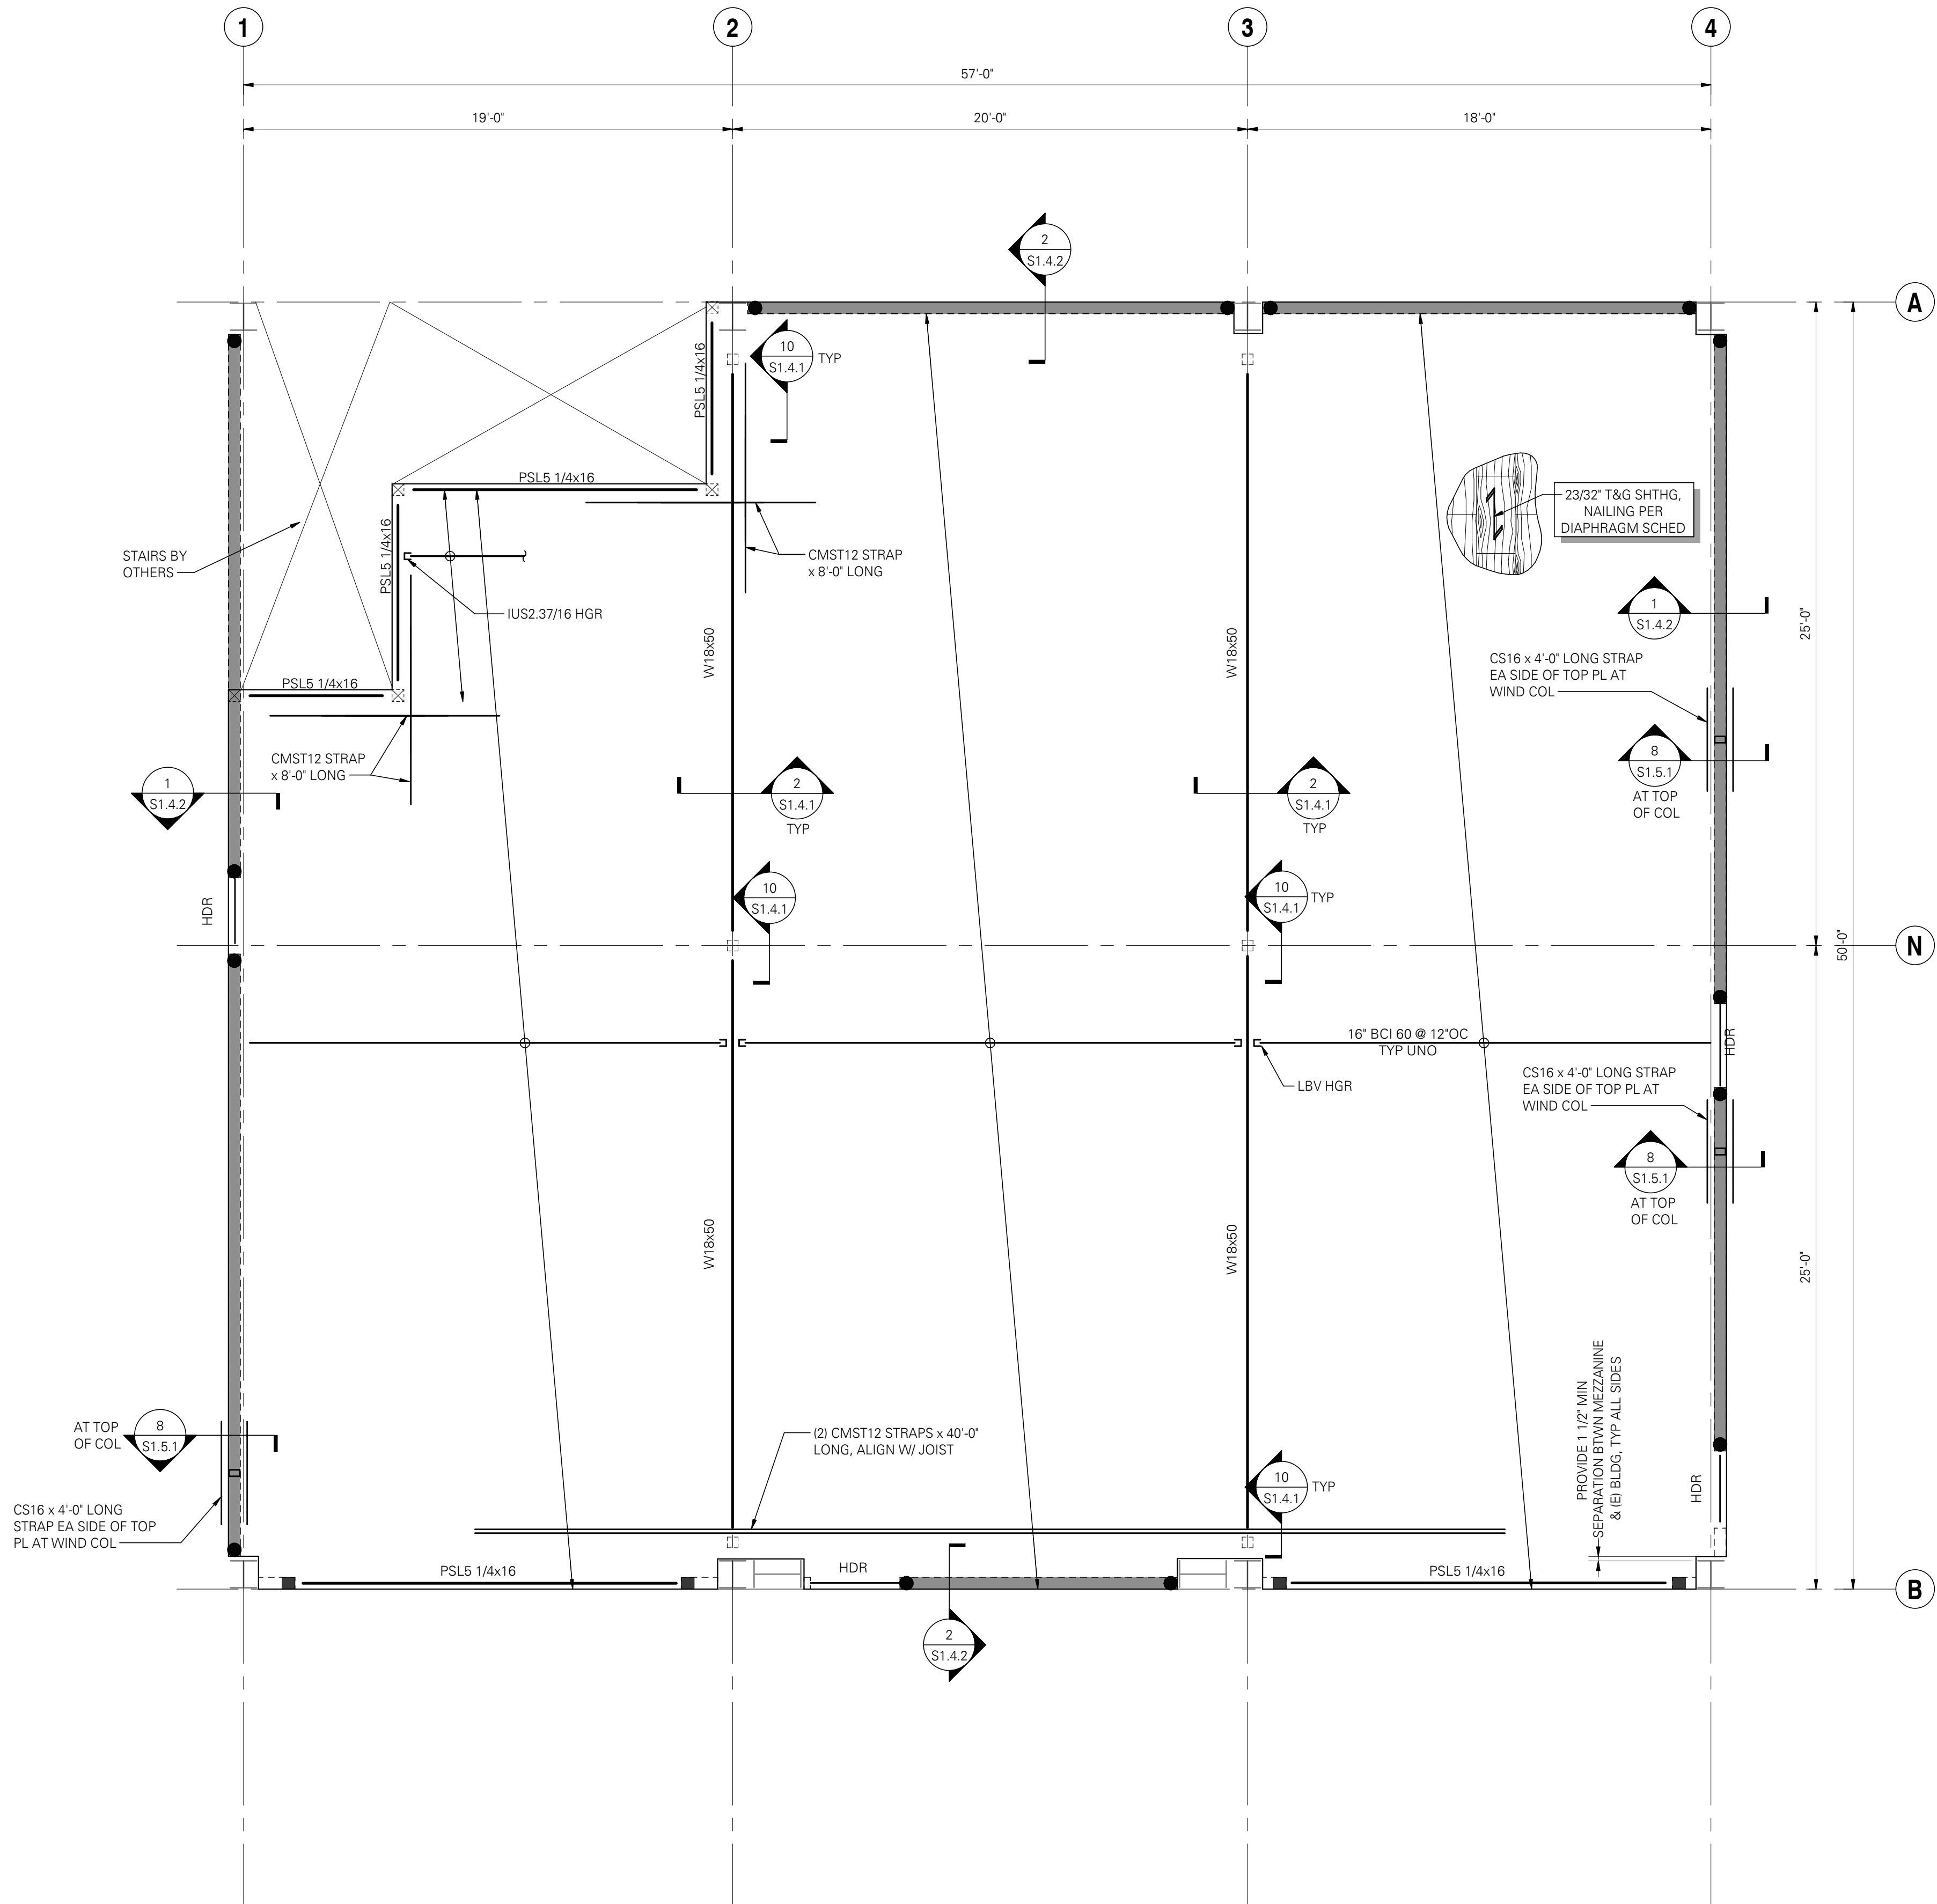 1
2
3
4
57'-0"
19'-0"
20'-0"
18'-0"
2
S1.4.2
A
10
S1.4.1
TYP
PSL5 1/4x16
PSL5 1/4x16
23/32" T&G SHTHG,
NAILING PER
DIAPHRAGM SCHED
STAIRS BY
OTHERS
PSL5 1/4x16
CMST12 STRAP
x 8'-0" LONG
IUS2.37/16 HGR
1
S1.4.2
25'-0"
W18x50
W18x50
CS16 x 4'-0" LONG STRAP
EA SIDE OF TOP PL AT
WIND COL
PSL5 1/4x16
CMST12 STRAP
x 8'-0" LONG
8
S1.5.1
AT TOP
OF COL
1
S1.4.2
2
S1.4.1
TYP
2
S1.4.1
TYP
HDR
10
S1.4.1
10
S1.4.1
TYP
N
50'-0"
16" BCI 60 @ 12"OC
TYP UNO
HDR
LBV HGR
CS16 x 4'-0" LONG STRAP
EA SIDE OF TOP PL AT
WIND COL
8
S1.5.1
AT TOP
OF COL
W18x50
W18x50
25'-0"
AT TOP
OF COL
8
S1.5.1
(2) CMST12 STRAPS x 40'-0"
LONG, ALIGN W/ JOIST
10
S1.4.1
TYP
PROVIDE 1 1/2" MIN
SEPARATION BTWN MEZZANINE
& (E) BLDG, TYP ALL SIDES
HDR
CS16 x 4'-0" LONG
STRAP EA SIDE OF TOP
PL AT WIND COL
PSL5 1/4x16
HDR
PSL5 1/4x16
B
2
S1.4.2